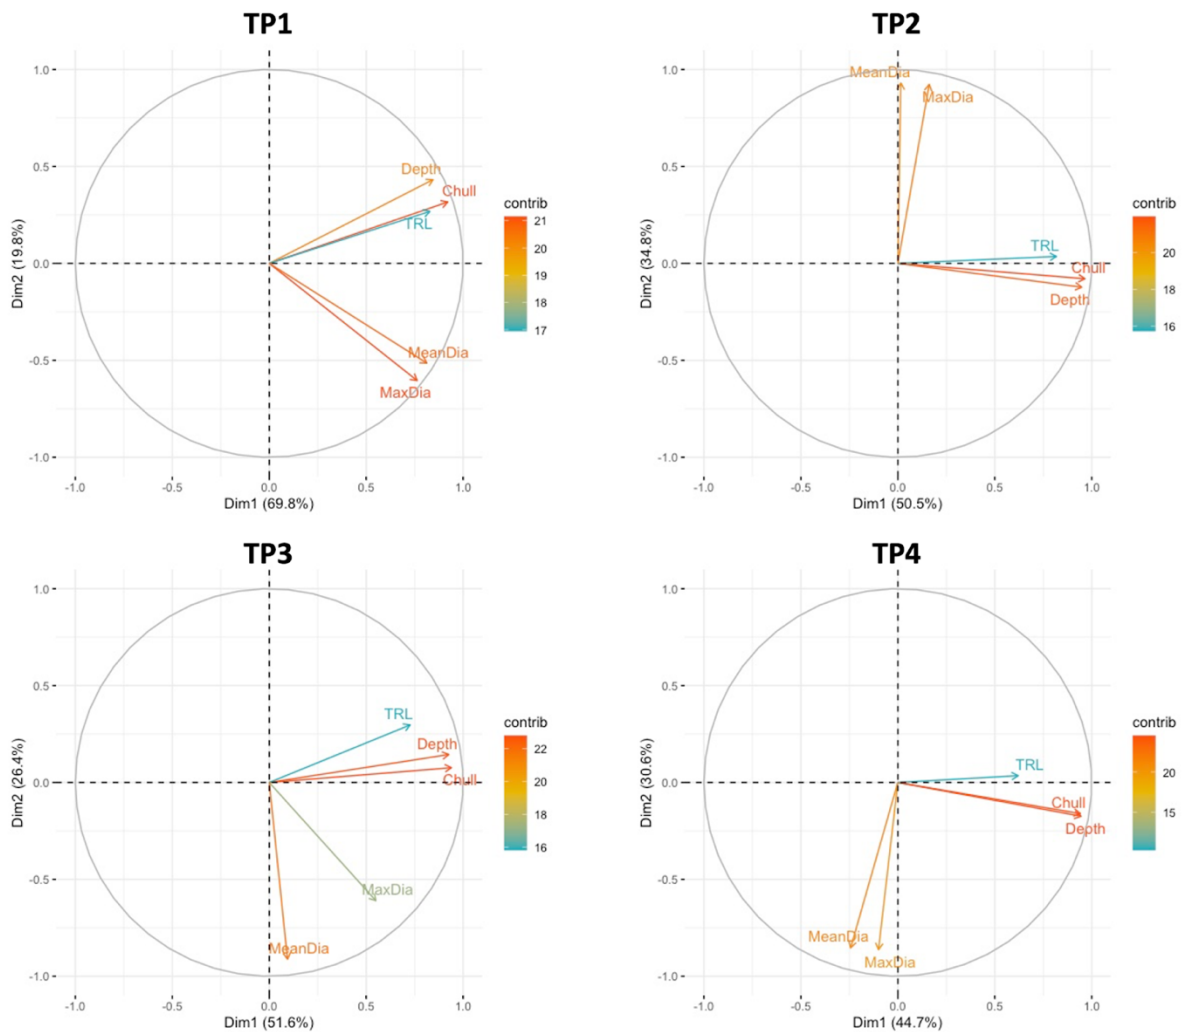 TP1
1.0
0.5
0.0
-0.5
-1.0
Dim2 (19.8%)
Depth
Chull
TRL
MeanDia
MaxDia
-1.0
-0.5
0.0
0.5
1.0
Dim1 (69.8%)
contrib
21
20
19
18
17
TP2
1.0
0.5
0.0
-0.5
-1.0
Dim2 (34.8%)
MeanDia
MaxDia
TRL
Chull
Depth
-1.0
-0.5
0.0
0.5
1.0
Dim1 (50.5%)
contrib
20
18
16
TP3
1.0
0.5
0.0
-0.5
-1.0
Dim2 (26.4%)
TRL
Depth
Chull
MaxDia
MeanDia
-1.0
-0.5
0.0
0.5
1.0
Dim1 (51.6%)
contrib
22
20
18
16
TP4
1.0
0.5
0.0
-0.5
-1.0
Dim2 (30.6%)
TRL
Chull
Depth
MeanDia
MaxDia
-1.0
-0.5
0.0
0.5
1.0
Dim1 (44.7%)
contrib
20
15